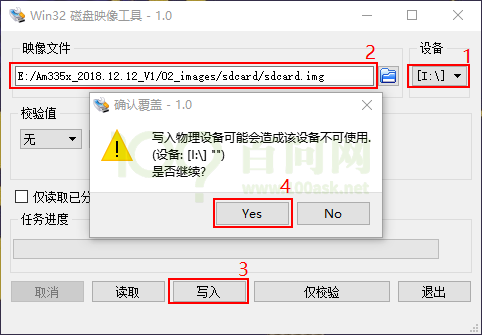 Win32 磁盘映像工具 - 1.0
映像文件
设备
2
1
E:/Am335x_2018.12.12_V1/02_images/sdcard/sdcard.img
[I:\]
校验值
无
确认覆盖 - 1.0
写入物理设备可能会造成该设备不可使用.
(设备: [I:\] "")
是否继续?
百问网
www.100ask.net
4
Yes
No
仅读取已分
任务进度
3
取消
读取
写入
仅校验
退出